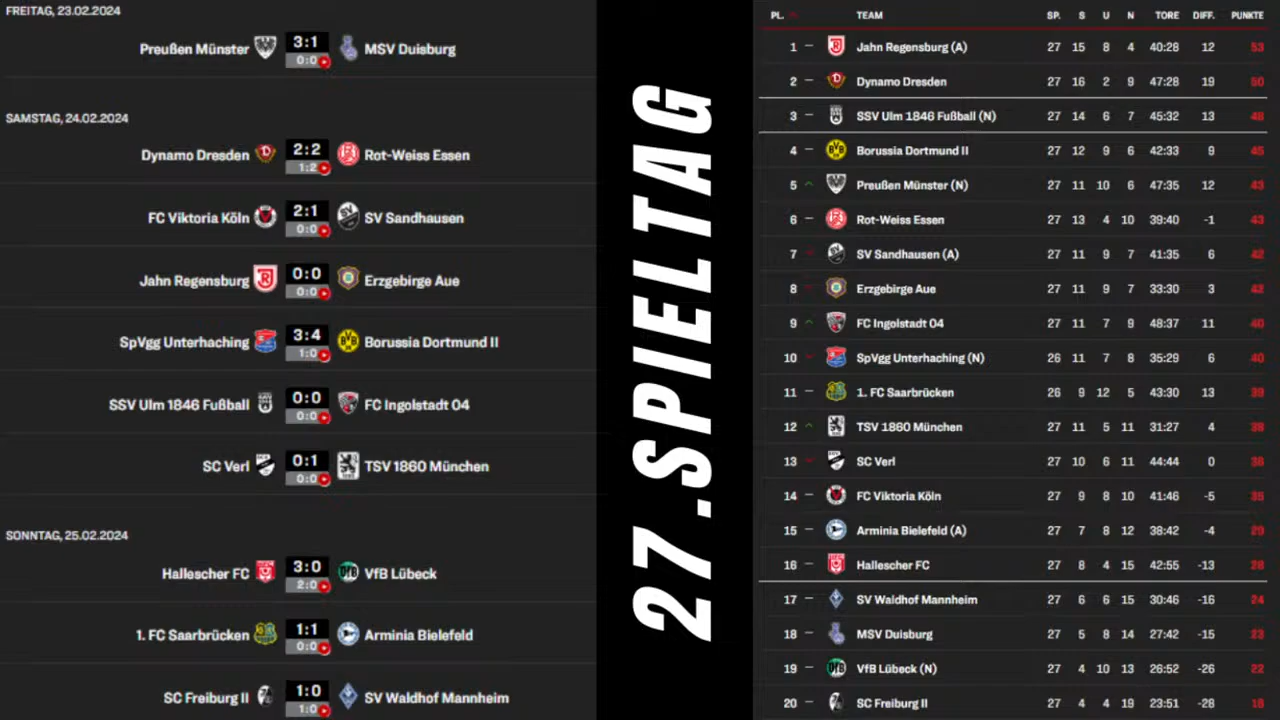 FREITAG, 23.02.2024
Preußen Münster 3:1 MSV Duisburg
0:0
SAMSTAG, 24.02.2024
Dynamo Dresden 2:2 Rot-Weiss Essen
1:2
FC Viktoria Köln 2:1 SV Sandhausen
0:0
Jahn Regensburg 0:0 Erzgebirge Aue
0:0
SpVgg Unterhaching 3:4 Borussia Dortmund II
1:0
SSV Ulm 1846 Fußball 0:0 FC Ingolstadt 04
0:0
SC Verl 0:1 TSV 1860 München
0:0
SONNTAG, 25.02.2024
Hallescher FC 3:0 VfB Lübeck
2:0
1. FC Saarbrücken 1:1 Arminia Bielefeld
0:0
SC Freiburg II 1:0 SV Waldhof Mannheim
1:0
27.SPIELTAG
PL. TEAM SP. S U N TORE DIFF. PUNKTE
1 Jahn Regensburg (A) 27 15 8 4 40:28 12 53
2 Dynamo Dresden 27 16 2 9 47:28 19 50
3 SSV Ulm 1846 Fußball (N) 27 14 6 7 45:32 13 48
4 Borussia Dortmund II 27 12 9 6 42:33 9 45
5 Preußen Münster (N) 27 11 10 6 47:35 12 43
6 Rot-Weiss Essen 27 13 4 10 39:40 -1 43
7 SV Sandhausen (A) 27 11 9 7 41:35 6 42
8 Erzgebirge Aue 27 11 9 7 33:30 3 42
9 FC Ingolstadt 04 27 11 7 9 48:37 11 40
10 SpVgg Unterhaching (N) 26 11 7 8 35:29 6 40
11 1. FC Saarbrücken 26 9 12 5 43:30 13 39
12 TSV 1860 München 27 11 5 11 31:27 4 38
13 SC Verl 27 10 6 11 44:44 0 36
14 FC Viktoria Köln 27 9 8 10 41:46 -5 35
15 Arminia Bielefeld (A) 27 7 8 12 38:42 -4 29
16 Hallescher FC 27 8 4 15 42:55 -13 28
17 SV Waldhof Mannheim 27 6 6 15 30:46 -16 24
18 MSV Duisburg 27 5 8 14 27:42 -15 23
19 VfB Lübeck (N) 27 4 10 13 26:52 -26 22
20 SC Freiburg II 27 4 4 19 23:51 -28 16